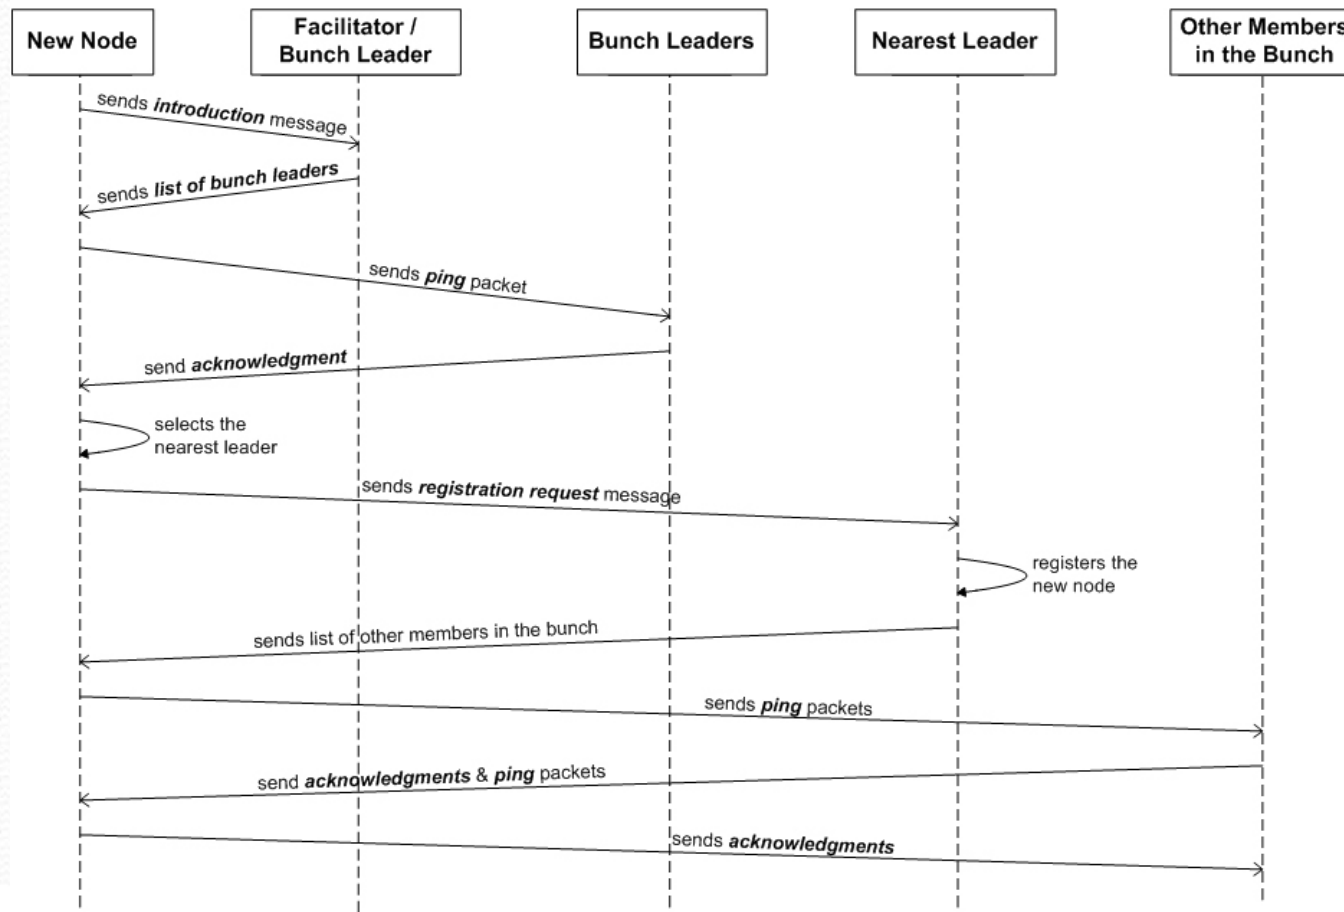 New Node
Facilitator /
Bunch Leader
Bunch Leaders
Nearest Leader
Other Members
in the Bunch
sends introduction message
sends list of bunch leaders
sends ping packet
send acknowledgment
selects the
nearest leader
sends registration request message
registers the
new node
sends list of other members in the bunch
sends ping packets
send acknowledgments & ping packets
sends acknowledgments